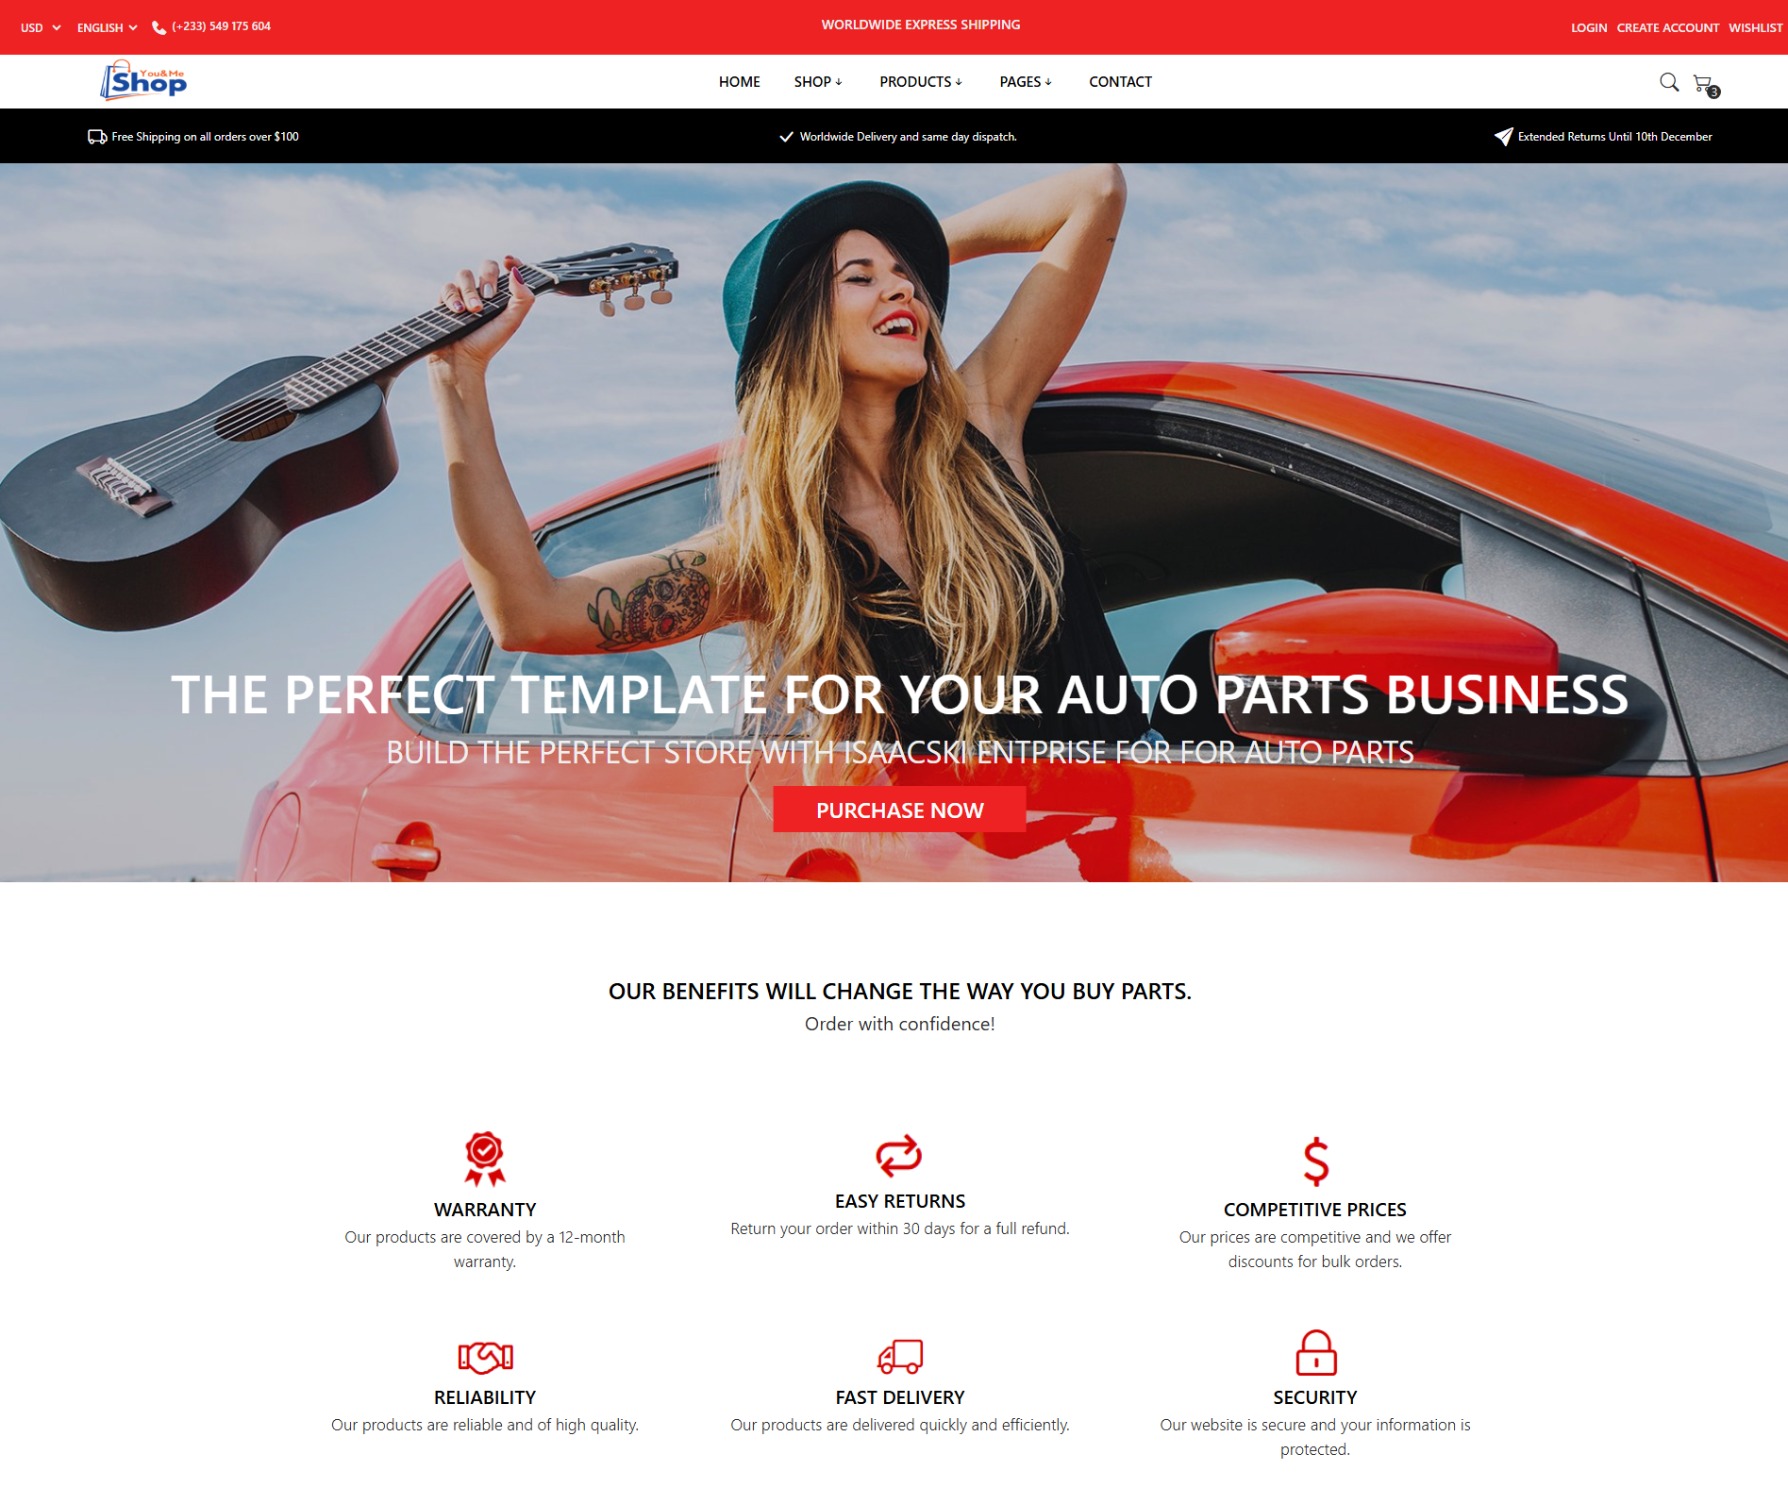 USD ENGLISH (+233) 549 175 604 WORLDWIDE EXPRESS SHIPPING LOGIN CREATE ACCOUNT WISHLIST
You&Me
Shop
HOME SHOP PRODUCTS PAGES CONTACT
3
Free Shipping on all orders over $100 Worldwide Delivery and same day dispatch. Extended Returns Until 10th December
THE PERFECT TEMPLATE FOR YOUR AUTO PARTS BUSINESS
BUILD THE PERFECT STORE WITH ISAACSKI ENTPRISE FOR FOR AUTO PARTS
PURCHASE NOW
OUR BENEFITS WILL CHANGE THE WAY YOU BUY PARTS.
Order with confidence!
WARRANTY
Our products are covered by a 12-month
warranty.
EASY RETURNS
Return your order within 30 days for a full refund.
COMPETITIVE PRICES
Our prices are competitive and we offer
discounts for bulk orders.
RELIABILITY
Our products are reliable and of high quality.
FAST DELIVERY
Our products are delivered quickly and efficiently.
SECURITY
Our website is secure and your information is
protected.